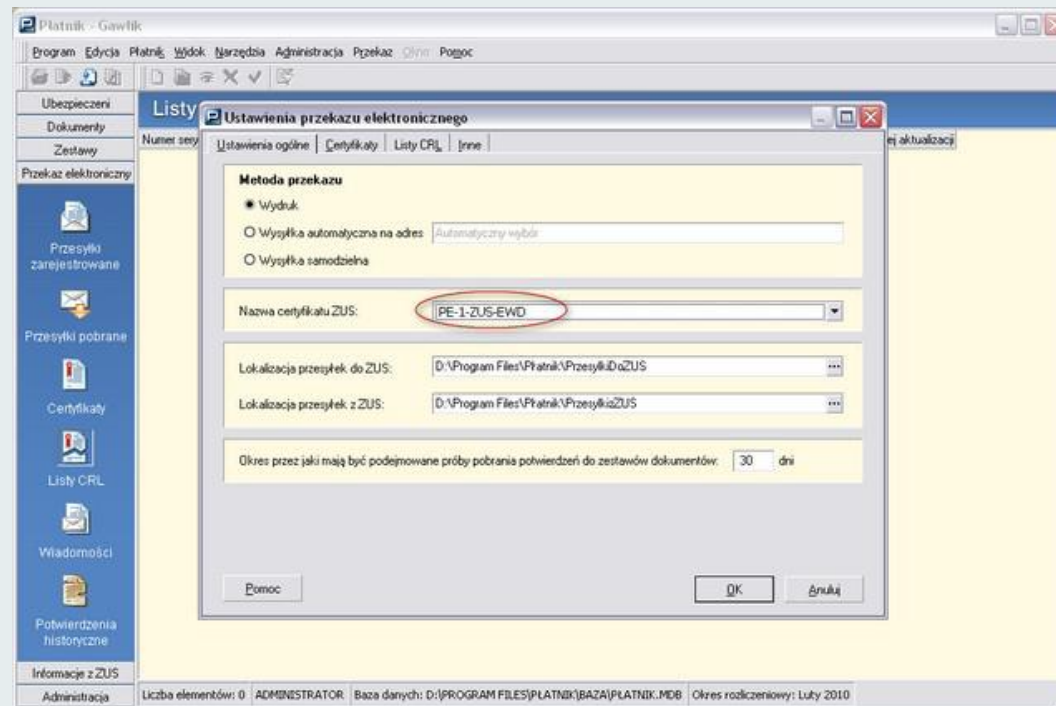 Płatnik - Gawlik
Program Edycja Płatnik Widok Narzędzia Administracja Przekaz Okno Pomoc
Ubezpieczeni
Dokumenty
Zestawy
Przekaz elektroniczny
Przesyłki zarejestrowane
Przesyłki pobrane
Certyfikaty
Listy CRL
Wiadomości
Potwierdzenia historyczne
Informacje z ZUS
Administracja
Listy
Numer sery
ej aktualizacji
Ustawienia przekazu elektronicznego
Ustawienia ogólne Certyfikaty Listy CRL Inne
Metoda przekazu
Wydruk
Wysyłka automatyczna na adres Automatyczny wybór
Wysyłka samodzielna
Nazwa certyfikatu ZUS: PE-1-ZUS-EWD
Lokalizacja przesyłek do ZUS: D:\Program Files\Płatnik\PrzesylkiDoZUS
Lokalizacja przesyłek z ZUS: D:\Program Files\Płatnik\PrzesylkizZUS
Okres przez jaki mają być podejmowane próby pobrania potwierdzeń do zestawów dokumentów: 30 dni
Pomoc OK Anuluj
Liczba elementów: 0 ADMINISTRATOR Baza danych: D:\PROGRAM FILES\PŁATNIK\BAZA\PŁATNIK.MDB Okres rozliczeniowy: Luty 2010